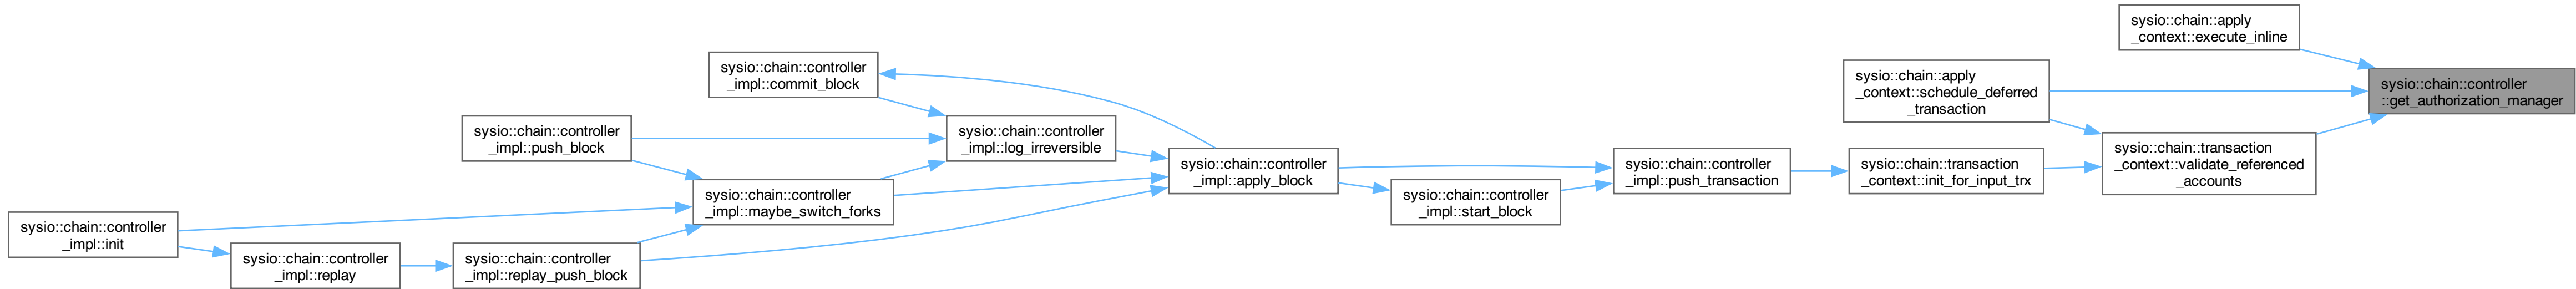 sysio::chain::controller
_impl::init
sysio::chain::controller
_impl::replay
sysio::chain::controller
_impl::push_block
sysio::chain::controller
_impl::replay_push_block
sysio::chain::controller
_impl::commit_block
sysio::chain::controller
_impl::maybe_switch_forks
sysio::chain::controller
_impl::log_irreversible
sysio::chain::controller
_impl::apply_block
sysio::chain::controller
_impl::start_block
sysio::chain::controller
_impl::push_transaction
sysio::chain::transaction
_context::init_for_input_trx
sysio::chain::apply
_context::schedule_deferred
_transaction
sysio::chain::apply
_context::execute_inline
sysio::chain::transaction
_context::validate_referenced
_accounts
sysio::chain::controller
::get_authorization_manager